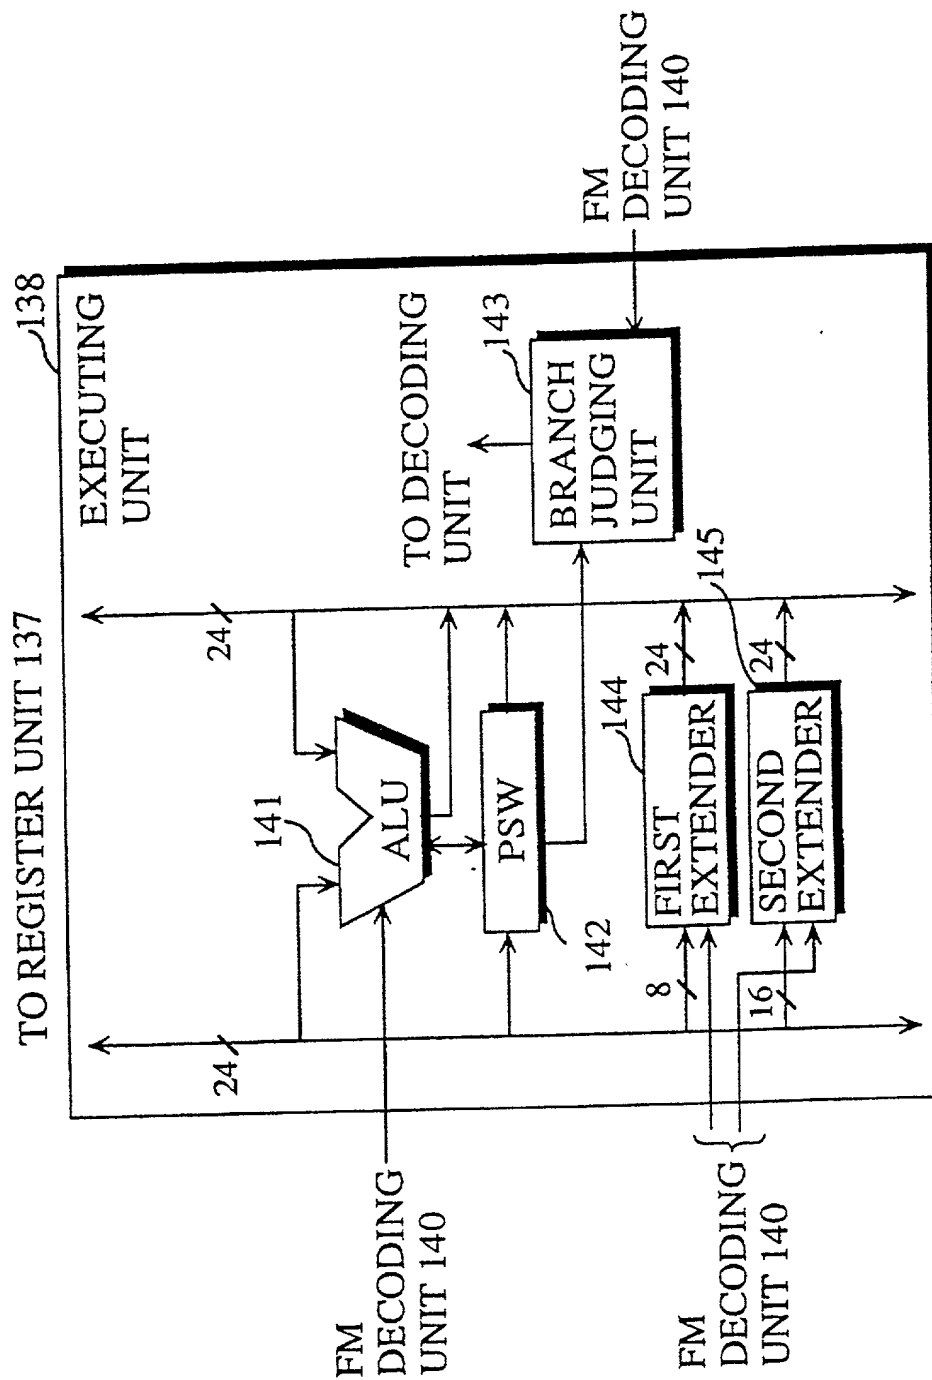 TO REGISTER UNIT 137
138
EXECUTING
UNIT
24
24
141
ALU
FM
DECODING
UNIT 140
TO DECODING
UNIT
PSW
142
143
BRANCH
JUDGING
UNIT
FM
DECODING
UNIT 140
144
8
FIRST
EXTENDER
24
145
16
SECOND
EXTENDER
24
FM
DECODING
UNIT 140